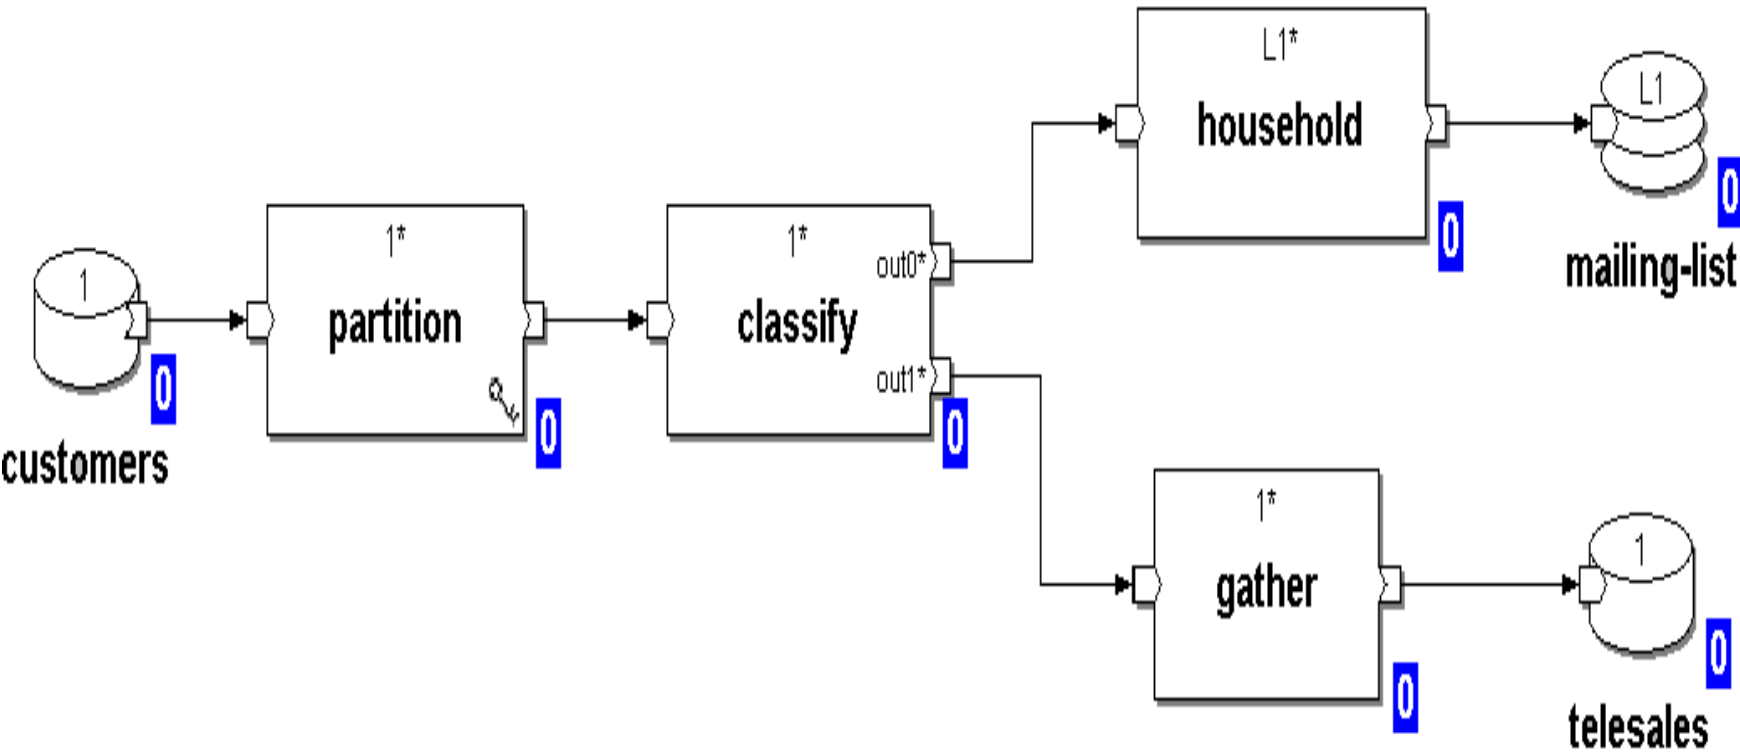 1
0
customers
1*
partition
0
1*
classify
out0*
out1*
0
L1*
household
0
L1
0
mailing-list
1*
gather
0
1
0
telesales